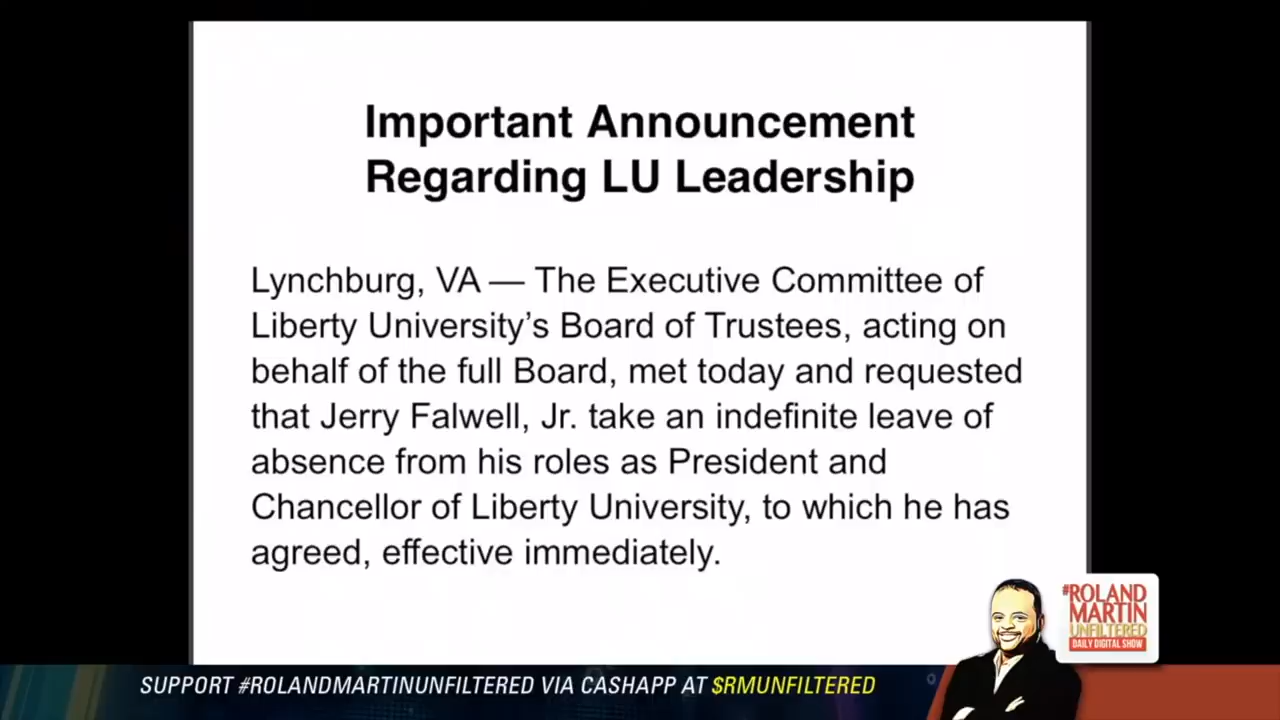 Important Announcement
Regarding LU Leadership
Lynchburg, VA — The Executive Committee of
Liberty University’s Board of Trustees, acting on
behalf of the full Board, met today and requested
that Jerry Falwell, Jr. take an indefinite leave of
absence from his roles as President and
Chancellor of Liberty University, to which he has
agreed, effective immediately.
#ROLAND
MARTIN
UNFILTERED
DAILY DIGITAL SHOW
SUPPORT #ROLANDMARTINUNFILTERED VIA CASHAPP AT $RMUNFILTERED